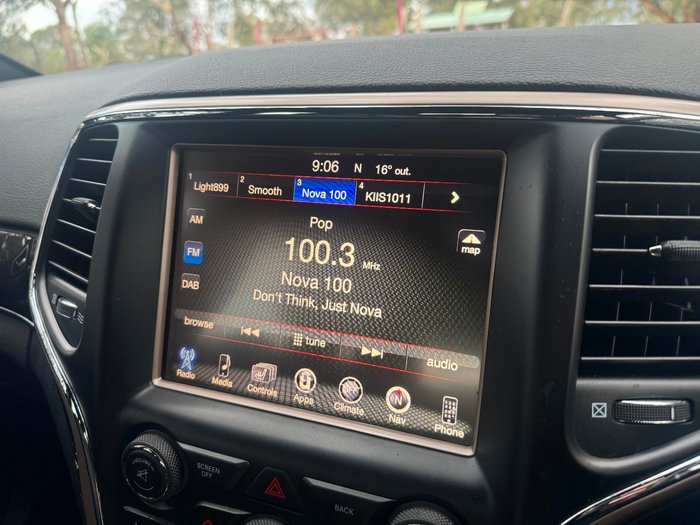 9:06 N 16° out.
1 Light899 2 Smooth 3 Nova 100 4 KIIS1011
AM
Pop
map
FM
100.3 MHz
Nova 100
DAB
Don't Think, Just Nova
browse tune audio
Radio Media Controls Apps Climate N Nav Phone
VOLUME
SCREEN OFF
BACK